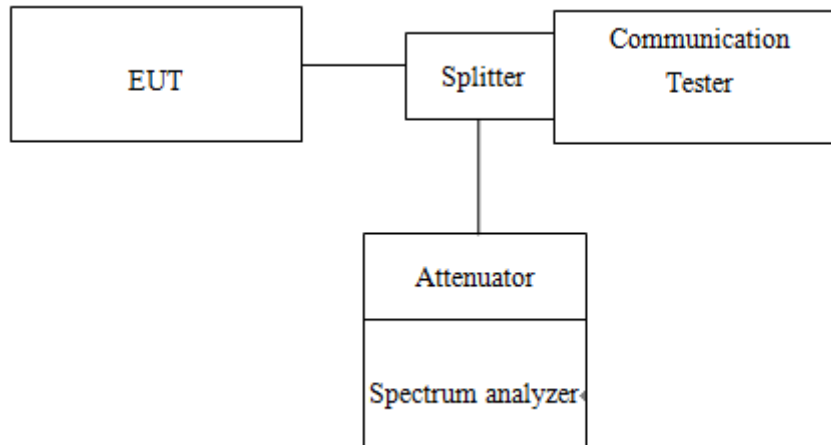 EUT
Splitter
Communication
Tester
Attenuator
Spectrum analyzer